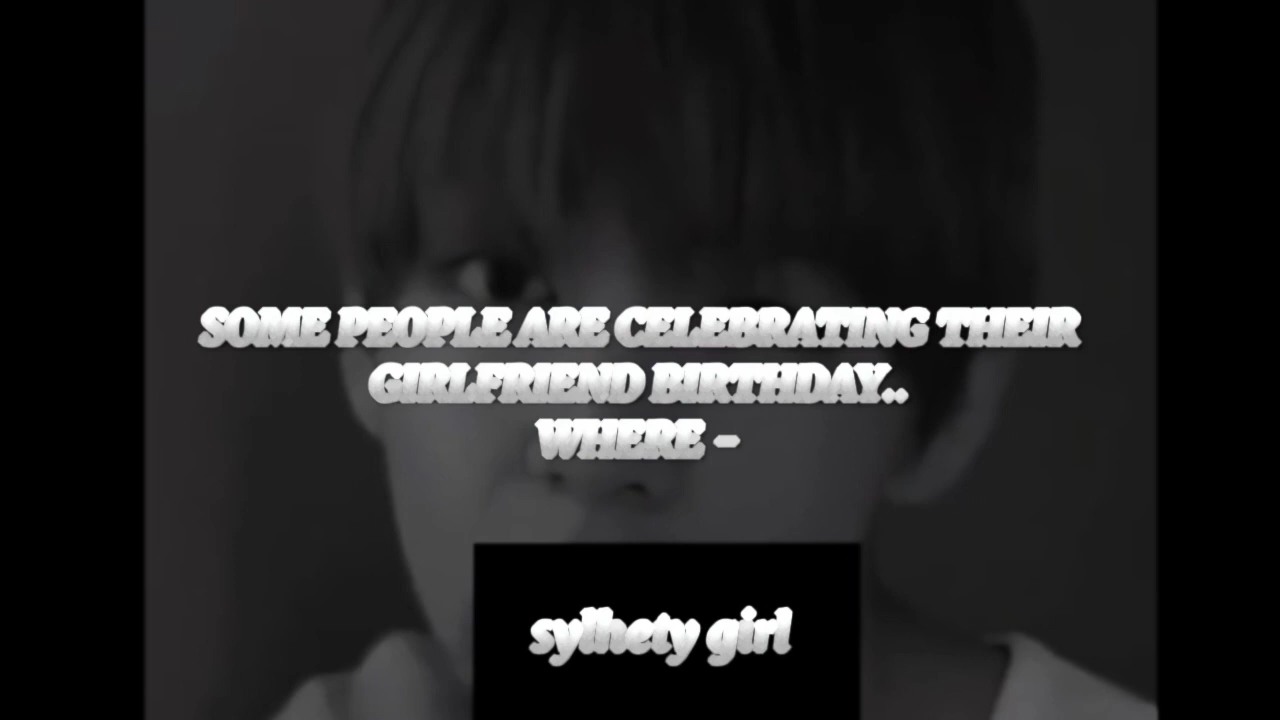 SOME PEOPLE ARE CELEBRATING THEIR
GIRLFRIEND BIRTHDAY..
WHERE -
sylhety girl